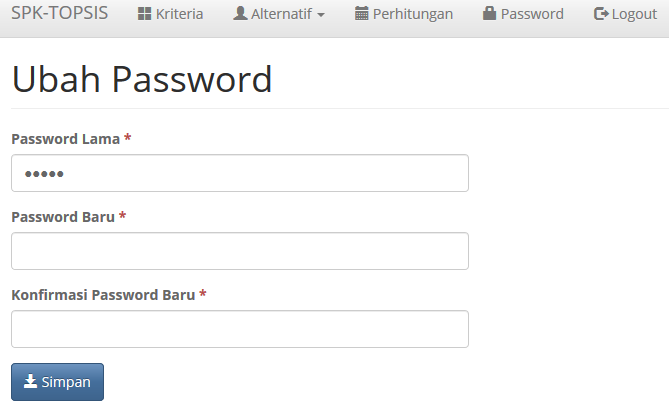 SPK-TOPSIS Kriteria Alternatif Perhitungan Password Logout
Ubah Password
Password Lama *
•••••
Password Baru *
Konfirmasi Password Baru *
Simpan